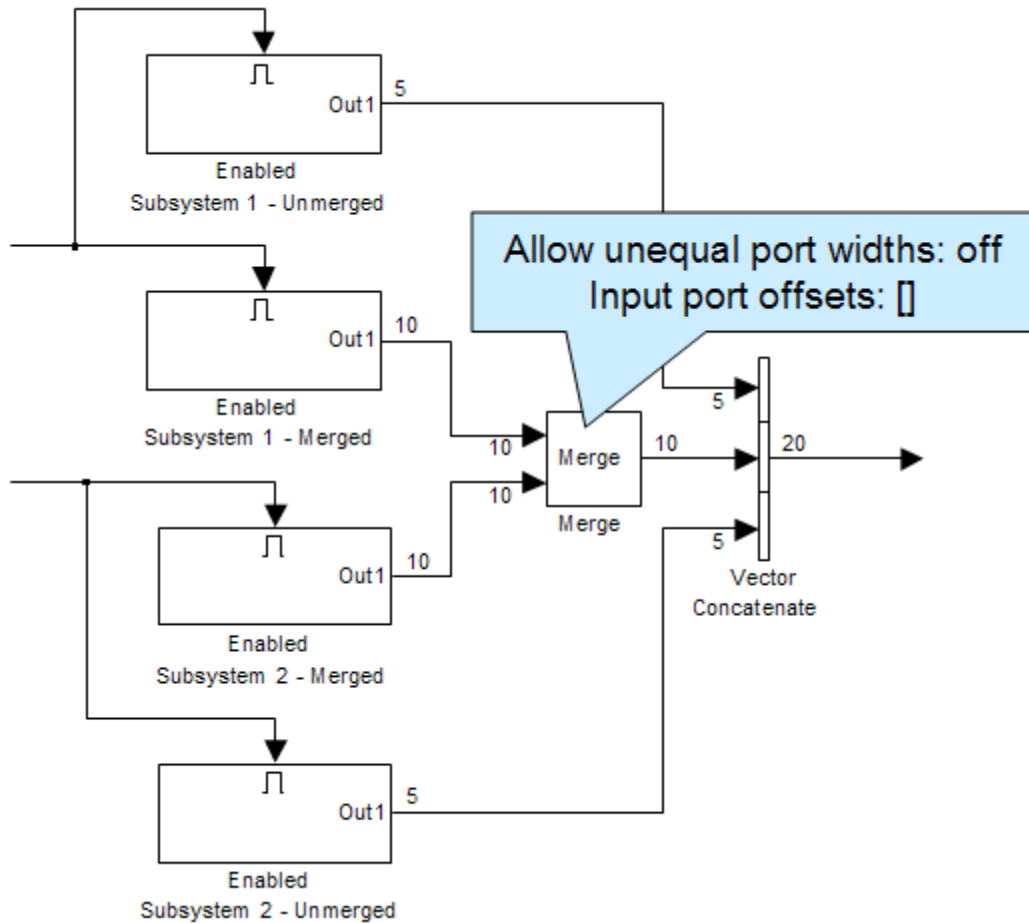 Out1
5
Enabled
Subsystem 1 - Unmerged
Allow unequal port widths: off
Input port offsets: []
Out1
10
Enabled
Subsystem 1 - Merged
5
10
10
Merge
10
20
Merge
Out1
10
Enabled
Subsystem 2 - Merged
5
Vector
Concatenate
Out1
5
Enabled
Subsystem 2 - Unmerged